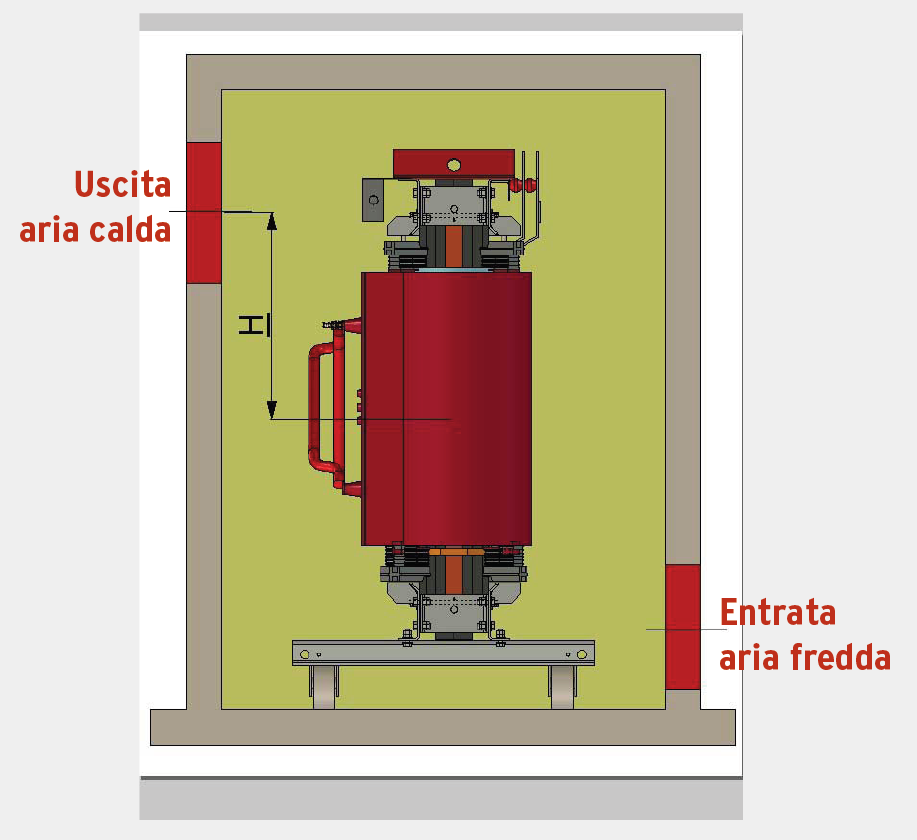 Uscita
aria calda
H
Entrata
aria fredda